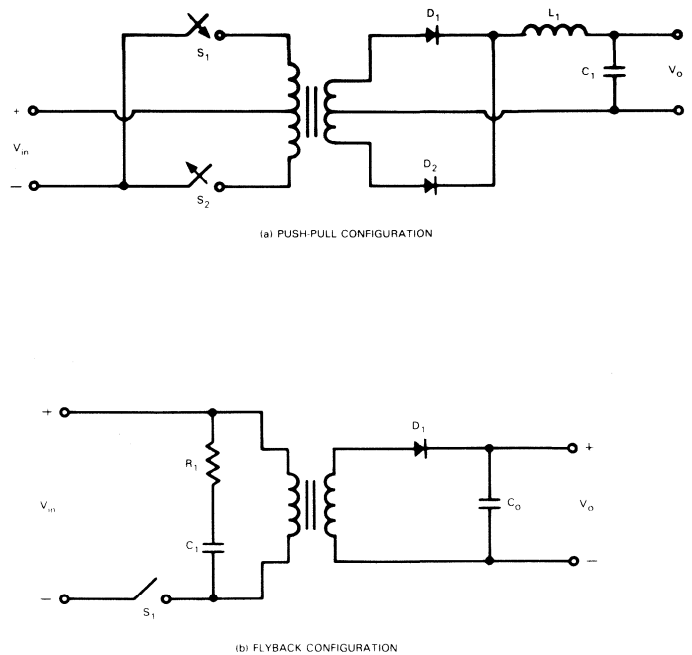 D1
L1
S1
C1
Vo
+
Vin
—
S2
D2
(a) PUSH-PULL CONFIGURATION
+
D1
+
R1
Vin
Co
Vo
C1
—
—
S1
(b) FLYBACK CONFIGURATION